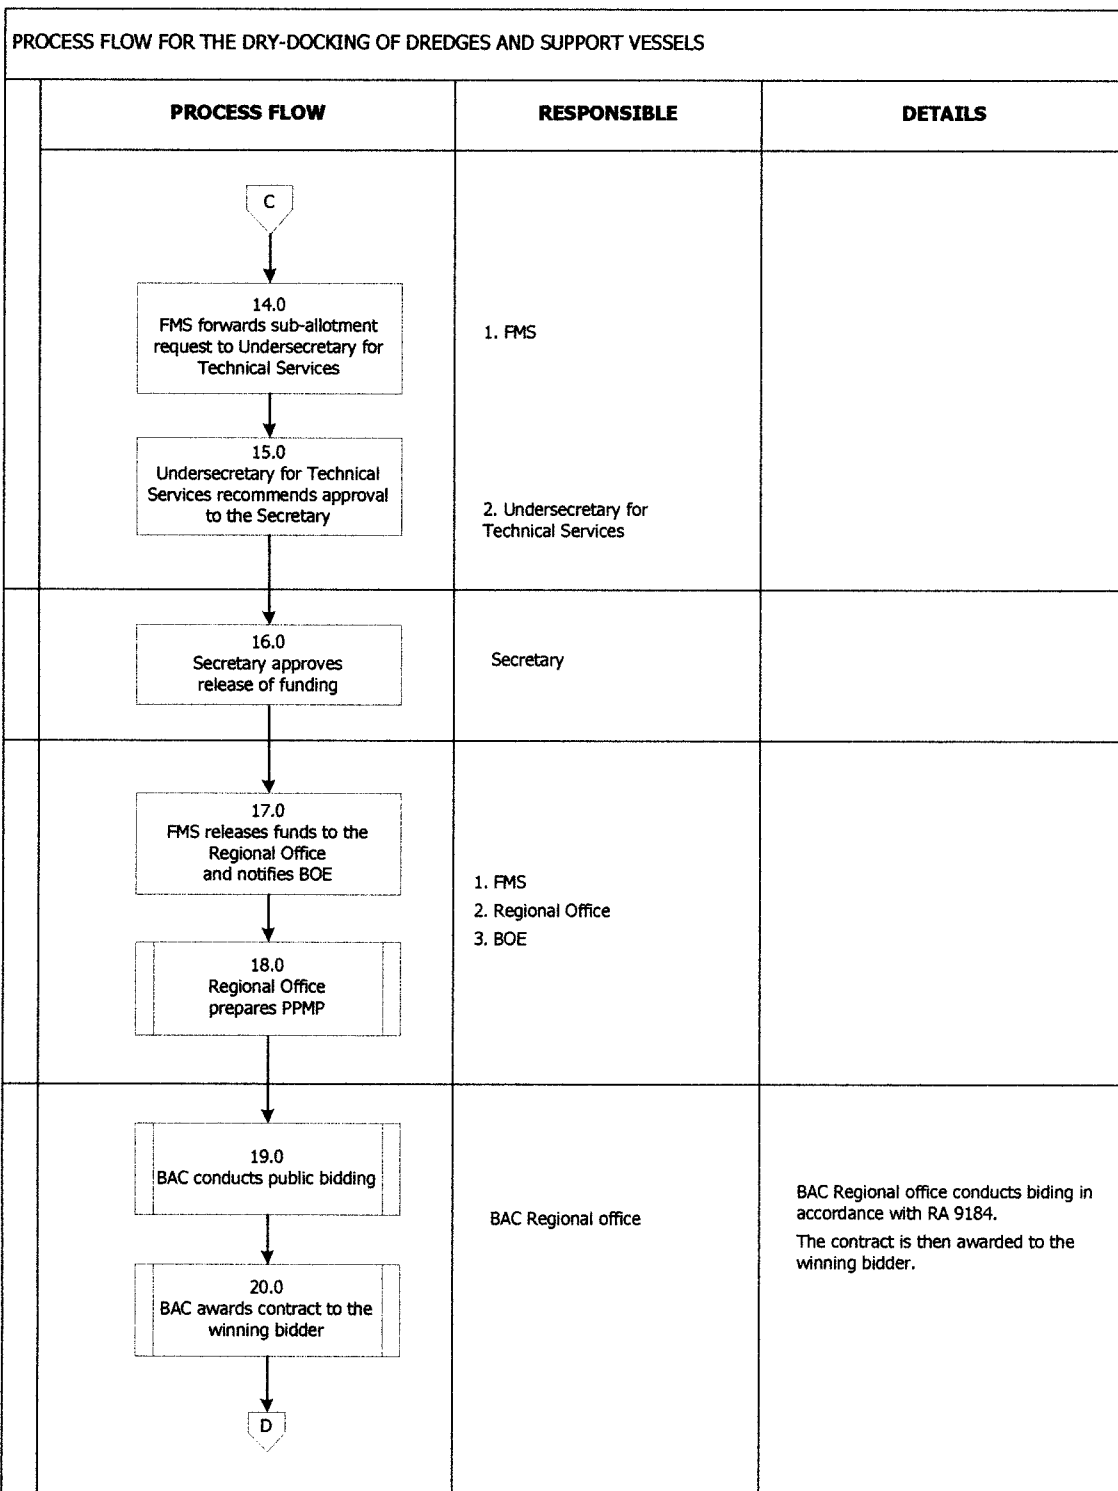 PROCESS FLOW FOR THE DRY-DOCKING OF DREDGES AND SUPPORT VESSELS
PROCESS FLOW
RESPONSIBLE
DETAILS
C
14.0
FMS forwards sub-allotment
request to Undersecretary for
Technical Services
1. FMS
15.0
Undersecretary for Technical
Services recommends approval
to the Secretary
2. Undersecretary for
Technical Services
16.0
Secretary approves
release of funding
Secretary
17.0
FMS releases funds to the
Regional Office
and notifies BOE
1. FMS
2. Regional Office
3. BOE
18.0
Regional Office
prepares PPMP
19.0
BAC conducts public bidding
BAC Regional office
BAC Regional office conducts biding in
accordance with RA 9184.
The contract is then awarded to the
winning bidder.
20.0
BAC awards contract to the
winning bidder
D